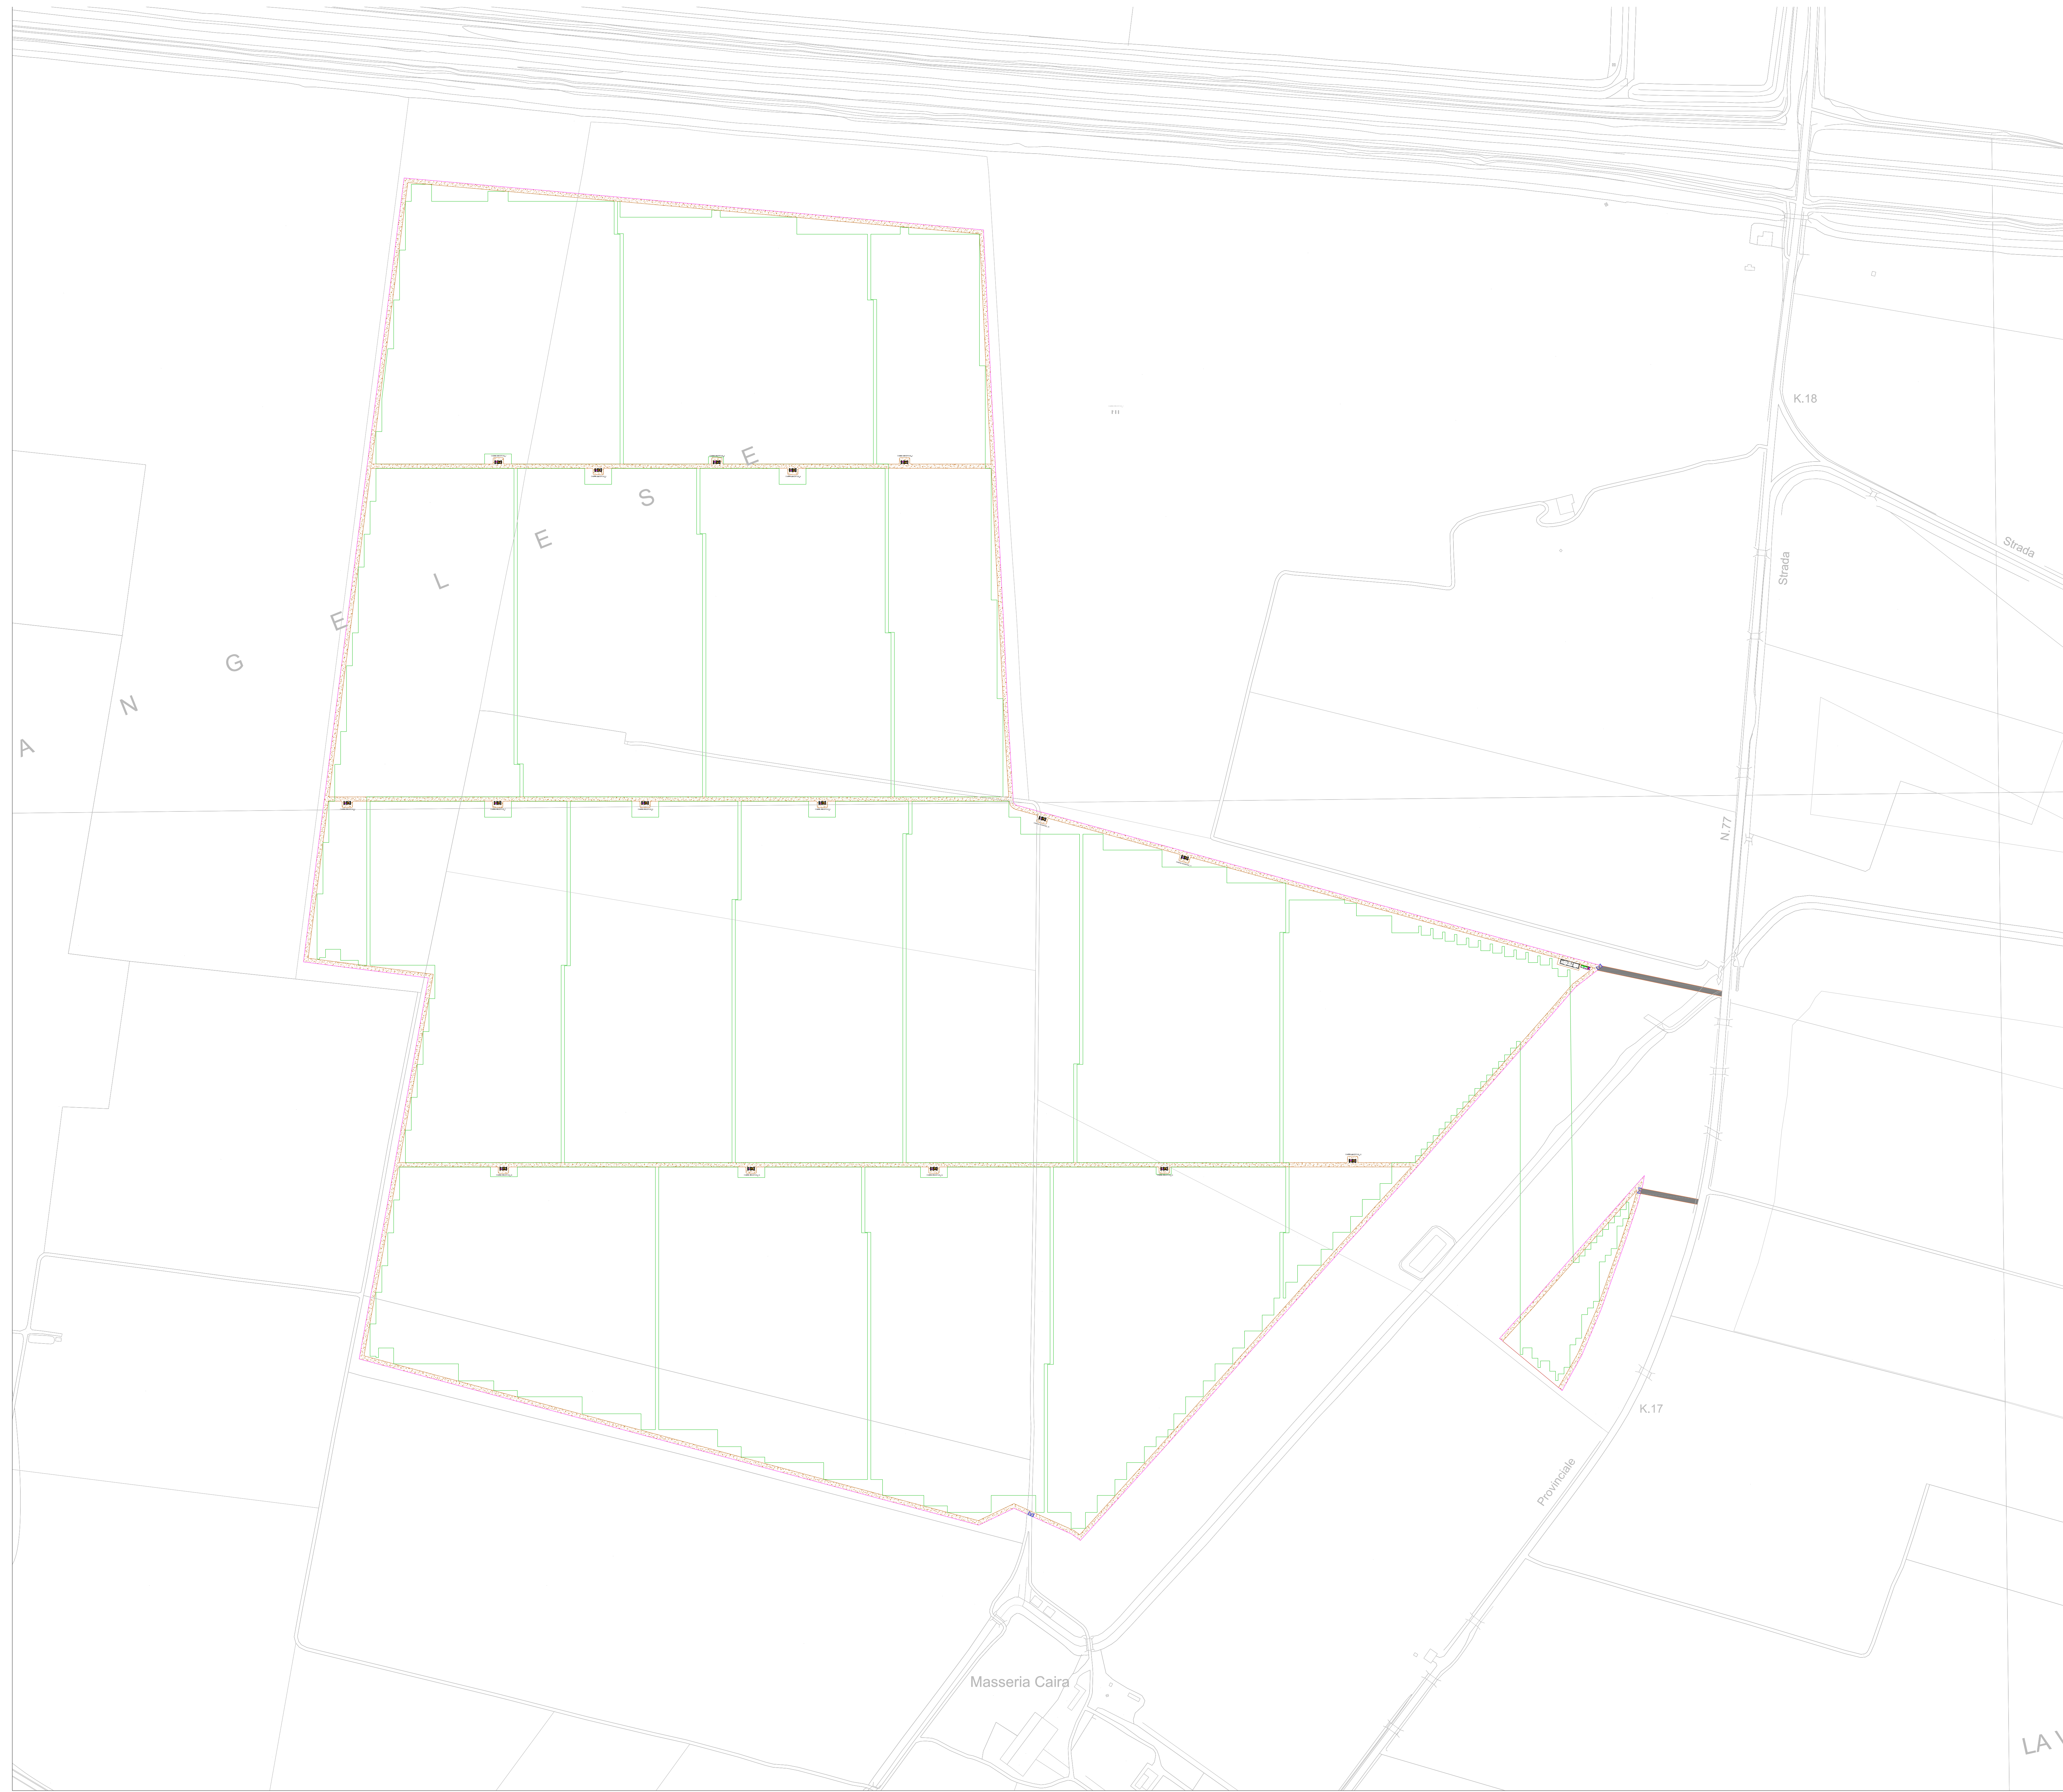 K.18
Strada
Strada
A N G E L E S E
N.77
K.17
Provinciale
Masseria Caira
LA V